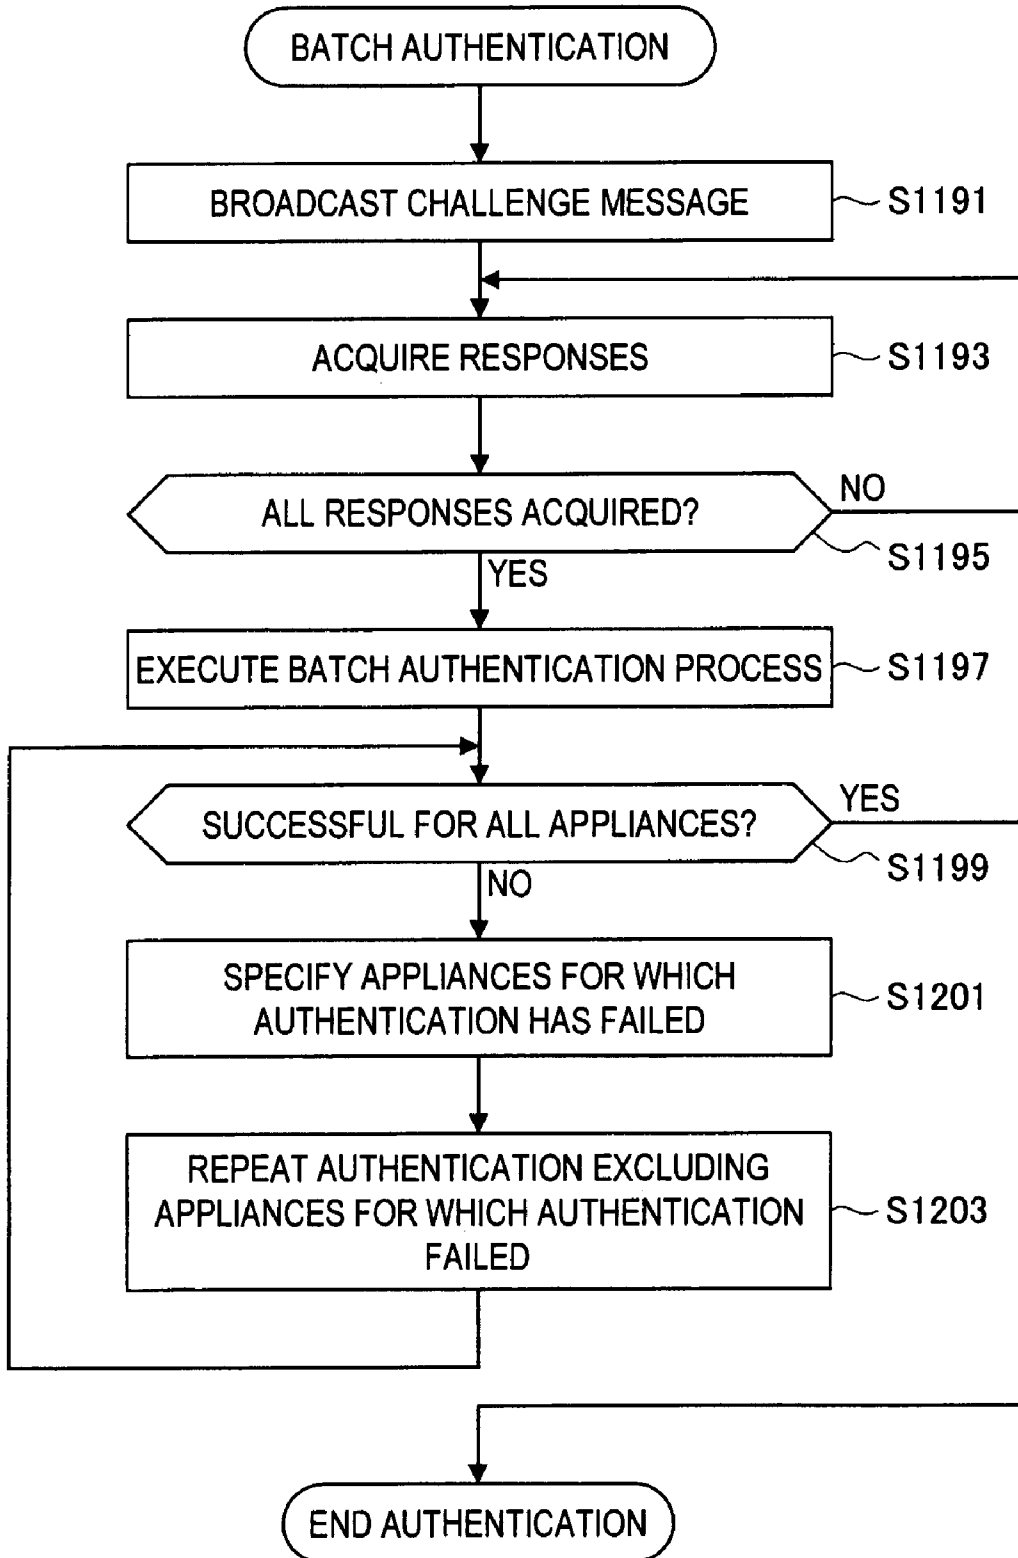 BATCH AUTHENTICATION
BROADCAST CHALLENGE MESSAGE
S1191
ACQUIRE RESPONSES
S1193
ALL RESPONSES ACQUIRED?
NO
S1195
YES
EXECUTE BATCH AUTHENTICATION PROCESS
S1197
SUCCESSFUL FOR ALL APPLIANCES?
YES
S1199
NO
SPECIFY APPLIANCES FOR WHICH
AUTHENTICATION HAS FAILED
S1201
REPEAT AUTHENTICATION EXCLUDING
APPLIANCES FOR WHICH AUTHENTICATION
FAILED
S1203
END AUTHENTICATION